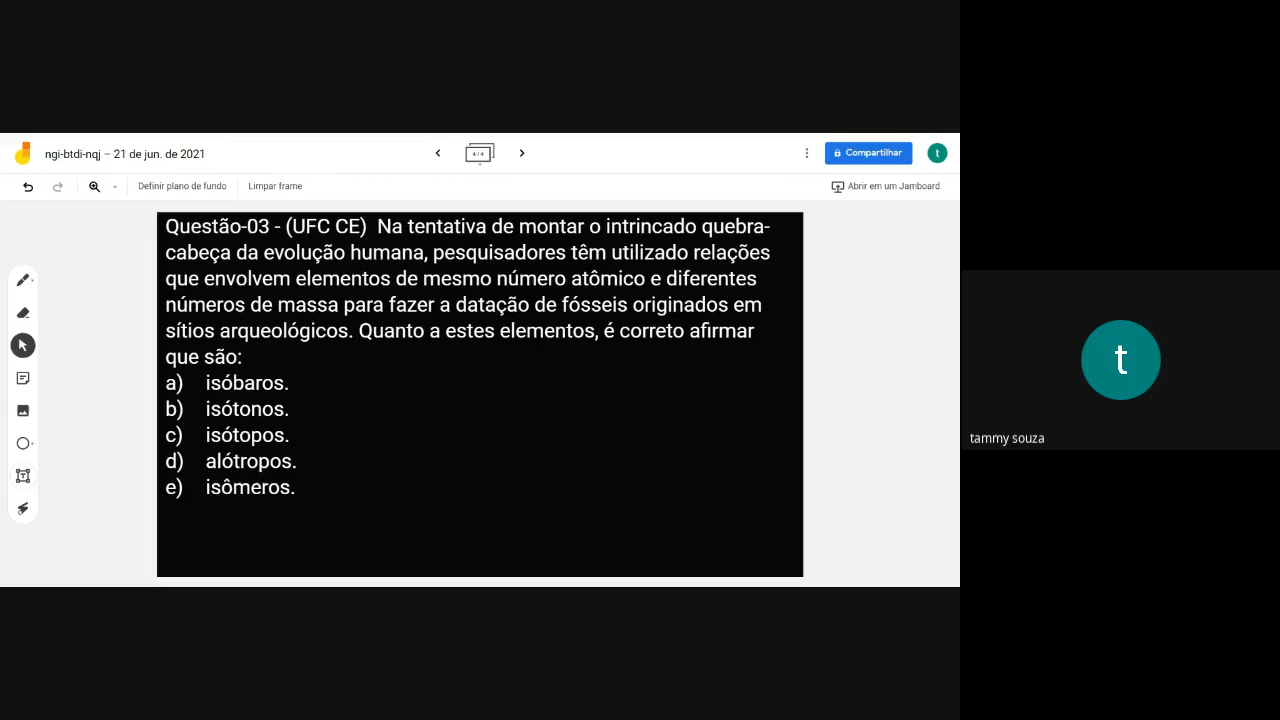 ngi-btdi-nqj – 21 de jun. de 2021
4 / 4
Compartilhar
t
Definir plano de fundo
Limpar frame
Abrir em um Jamboard
Questão-03 - (UFC CE) Na tentativa de montar o intrincado quebra-
cabeça da evolução humana, pesquisadores têm utilizado relações
que envolvem elementos de mesmo número atômico e diferentes
números de massa para fazer a datação de fósseis originados em
sítios arqueológicos. Quanto a estes elementos, é correto afirmar
que são:
a) isóbaros.
b) isótonos.
c) isótopos.
d) alótropos.
e) isômeros.
t
tammy souza